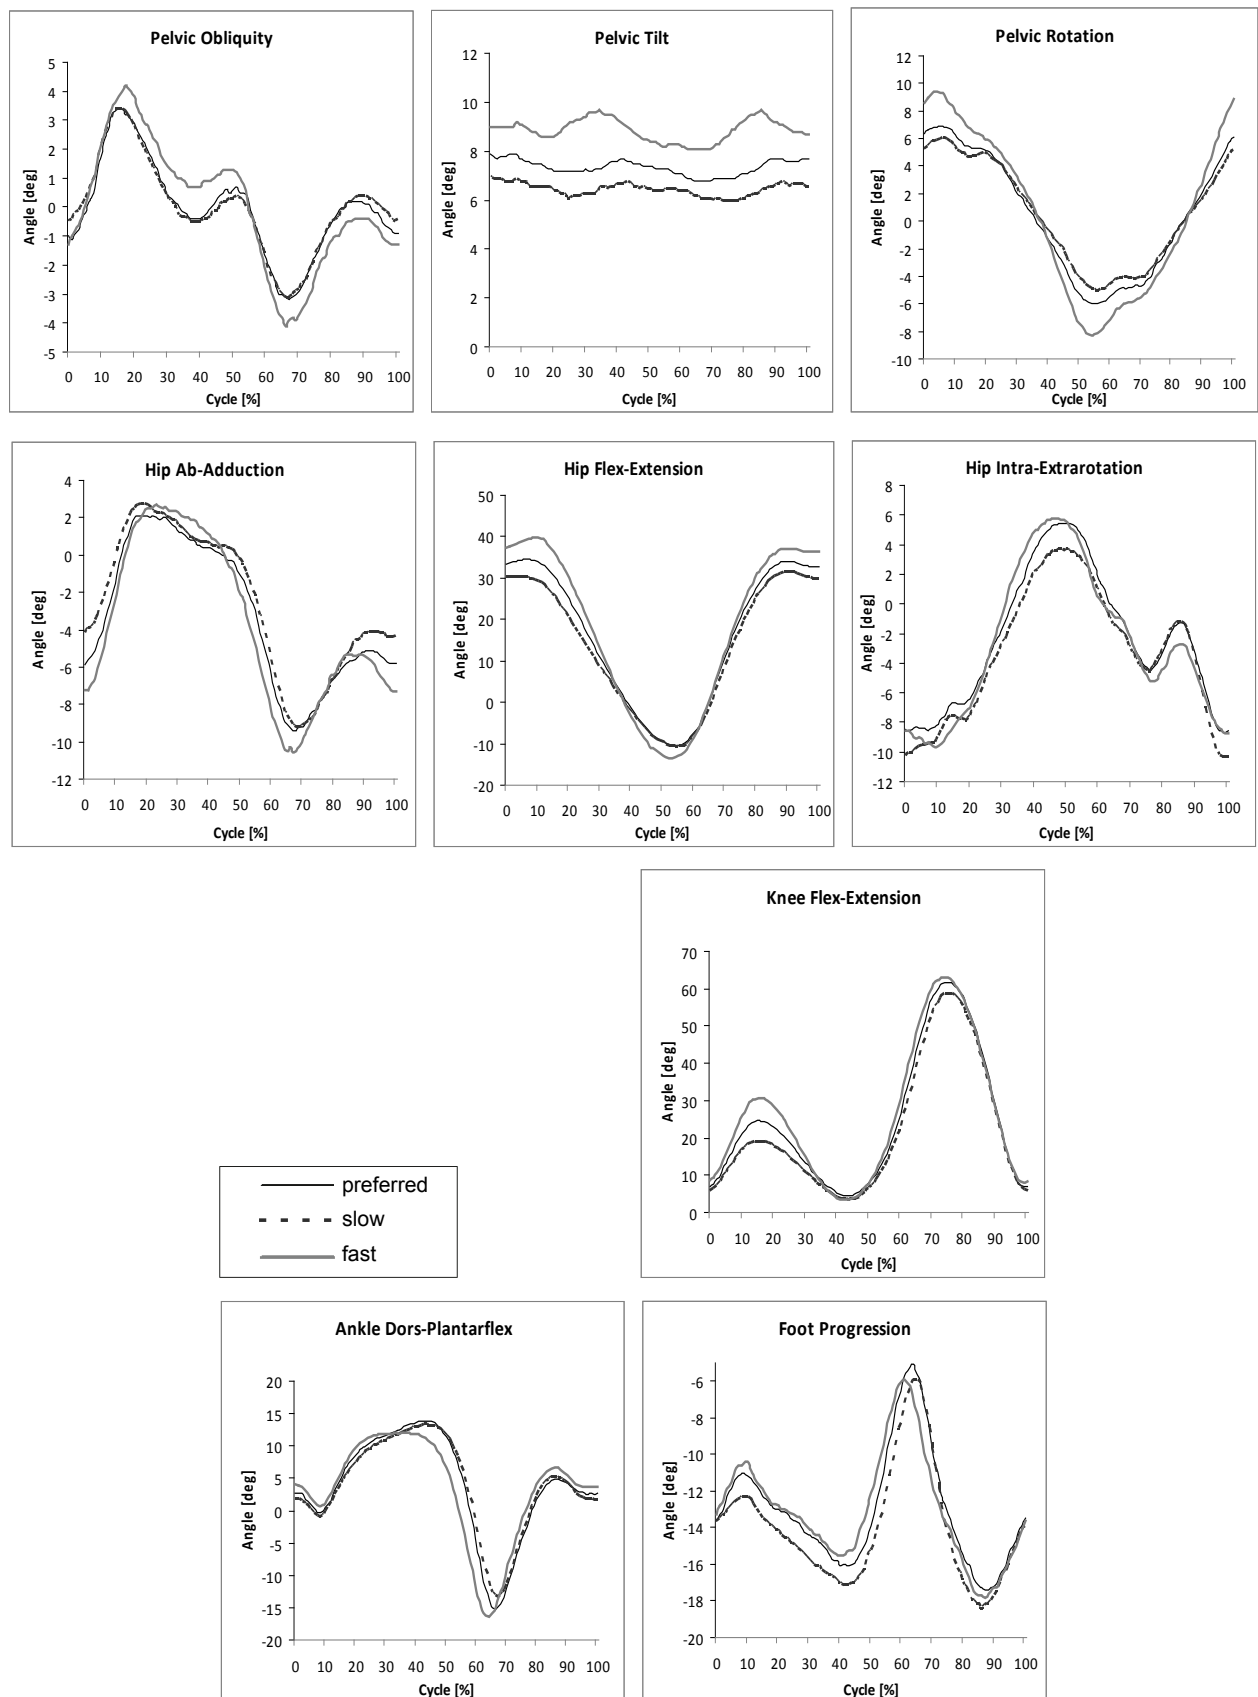 Pelvic Obliquity
Angle [deg]
5
4
3
2
1
0
-1
-2
-3
-4
-5
0 10 20 30 40 50 60 70 80 90 100
Cycle [%]
Pelvic Tilt
Angle [deg]
12
10
8
6
4
2
0
0 10 20 30 40 50 60 70 80 90 100
Cycle [%]
Pelvic Rotation
Angle [deg]
12
10
8
6
4
2
0
-2
-4
-6
-8
-10
0 10 20 30 40 50 60 70 80 90 100
Cycle [%]
Hip Ab-Adduction
Angle [deg]
4
2
0
-2
-4
-6
-8
-10
-12
0 10 20 30 40 50 60 70 80 90 100
Cycle [%]
Hip Flex-Extension
Angle [deg]
50
40
30
20
10
0
-10
-20
0 10 20 30 40 50 60 70 80 90 100
Cycle [%]
Hip Intra-Extrarotation
Angle [deg]
8
6
4
2
0
-2
-4
-6
-8
-10
-12
0 10 20 30 40 50 60 70 80 90 100
Cycle [%]
Knee Flex-Extension
Angle [deg]
70
60
50
40
30
20
10
0
0 10 20 30 40 50 60 70 80 90 100
Cycle [%]
preferred
slow
fast
Ankle Dors-Plantarflex
Angle [deg]
20
15
10
5
0
-5
-10
-15
-20
0 10 20 30 40 50 60 70 80 90 100
Cycle [%]
Foot Progression
Angle [deg]
-6
-8
-10
-12
-14
-16
-18
-20
0 10 20 30 40 50 60 70 80 90 100
Cycle [%]